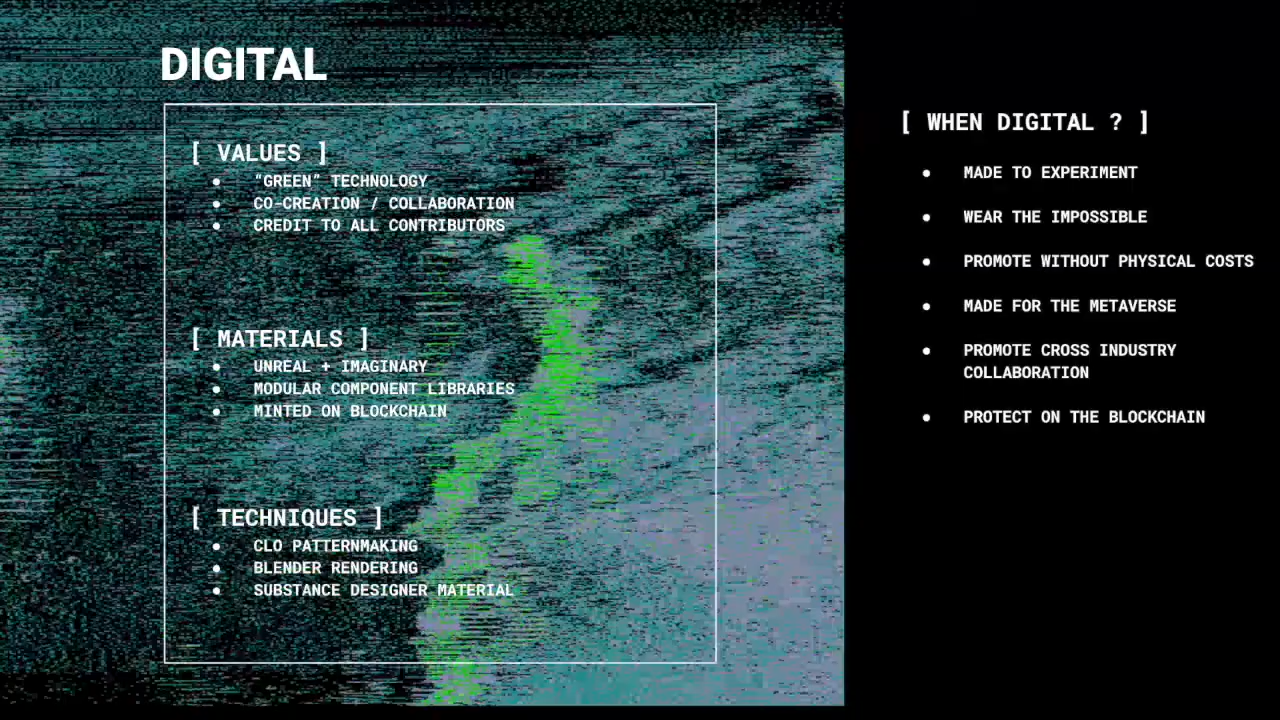 DIGITAL
[ VALUES ]
● “GREEN” TECHNOLOGY
● CO-CREATION / COLLABORATION
● CREDIT TO ALL CONTRIBUTORS
[ MATERIALS ]
● UNREAL + IMAGINARY
● MODULAR COMPONENT LIBRARIES
● MINTED ON BLOCKCHAIN
[ TECHNIQUES ]
● CLO PATTERNMAKING
● BLENDER RENDERING
● SUBSTANCE DESIGNER MATERIAL
[ WHEN DIGITAL ? ]
● MADE TO EXPERIMENT
● WEAR THE IMPOSSIBLE
● PROMOTE WITHOUT PHYSICAL COSTS
● MADE FOR THE METAVERSE
● PROMOTE CROSS INDUSTRY
COLLABORATION
● PROTECT ON THE BLOCKCHAIN